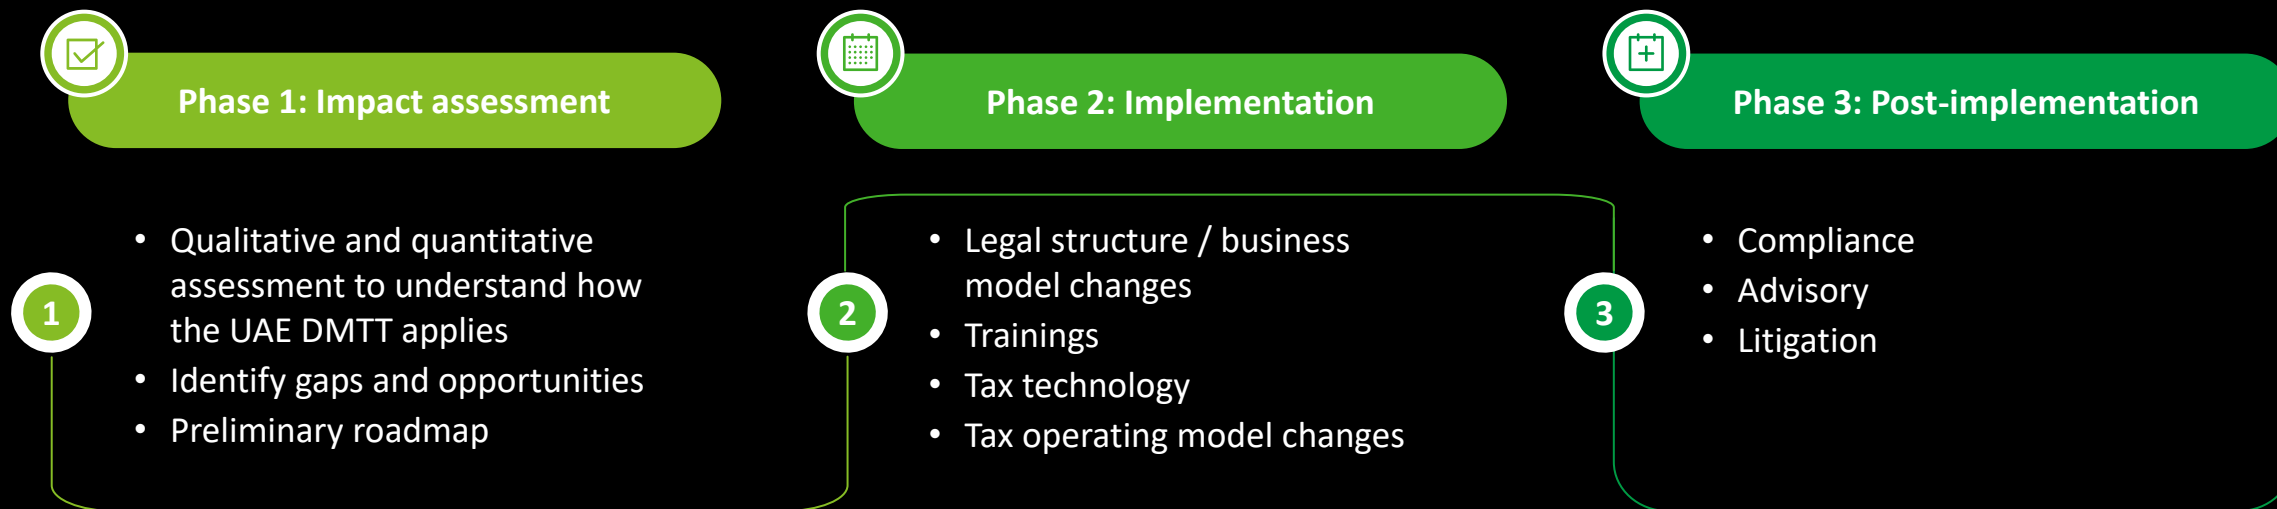 Phase 1: Impact assessment
1
• Qualitative and quantitative
assessment to understand how
the UAE DMTT applies
• Identify gaps and opportunities
• Preliminary roadmap
Phase 2: Implementation
2
• Legal structure / business
model changes
• Trainings
• Tax technology
• Tax operating model changes
Phase 3: Post-implementation
3
• Compliance
• Advisory
• Litigation